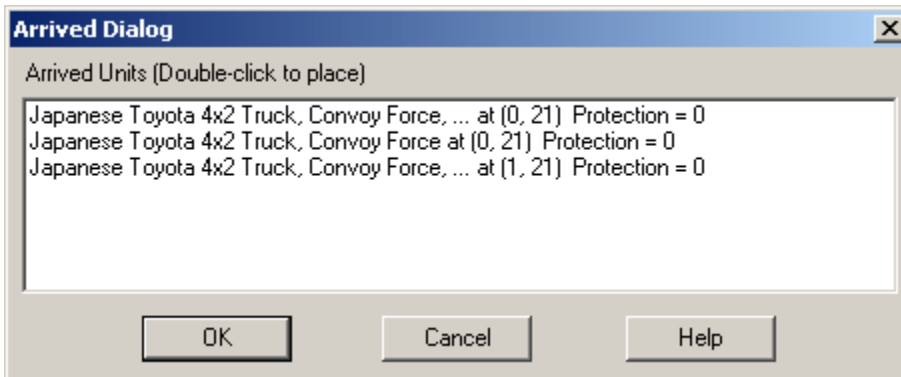 Arrived Dialog
Arrived Units (Double-click to place)
Japanese Toyota 4x2 Truck, Convoy Force, ... at (0, 21)  Protection = 0
Japanese Toyota 4x2 Truck, Convoy Force at (0, 21)  Protection = 0
Japanese Toyota 4x2 Truck, Convoy Force, ... at (1, 21)  Protection = 0
OK Cancel Help